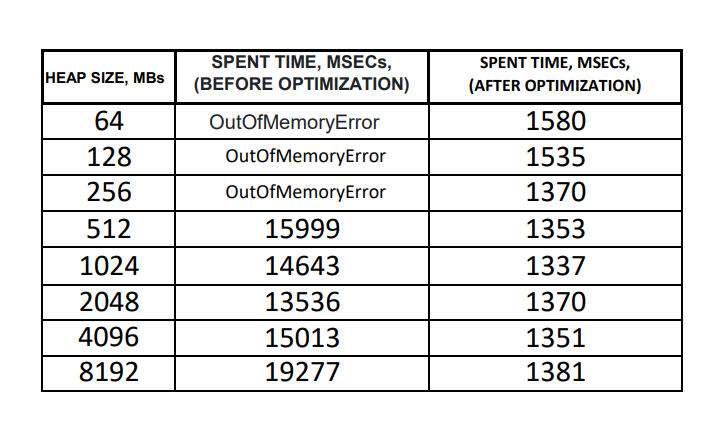 HEAP SIZE, MBs
SPENT TIME, MSECs,
(BEFORE OPTIMIZATION)
SPENT TIME, MSECs,
(AFTER OPTIMIZATION)
64 OutOfMemoryError 1580
128 OutOfMemoryError 1535
256 OutOfMemoryError 1370
512 15999 1353
1024 14643 1337
2048 13536 1370
4096 15013 1351
8192 19277 1381